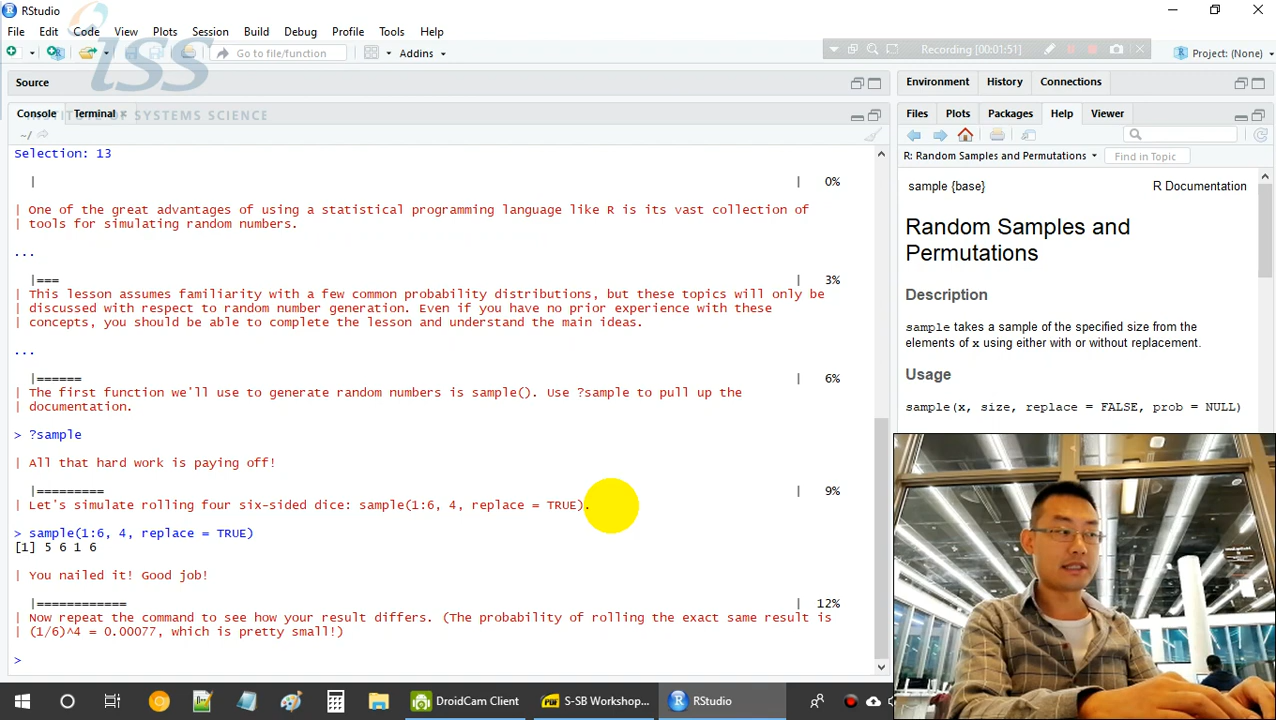 RStudio
File Edit Code View Plots Session Build Debug Profile Tools Help
iss
Go to file/function
Addins
Recording [00:01:51]
Project: (None)
Source
Environment History Connections
INSTITUTE OF SYSTEMS SCIENCE
Console Terminal ×
Files Plots Packages Help Viewer
~/
R: Random Samples and Permutations
Find in Topic
Selection: 13
| | 0%
| One of the great advantages of using a statistical programming language like R is its vast collection of
| tools for simulating random numbers.
...
|=== | 3%
| This lesson assumes familiarity with a few common probability distributions, but these topics will only be
| discussed with respect to random number generation. Even if you have no prior experience with these
| concepts, you should be able to complete the lesson and understand the main ideas.
...
|====== | 6%
| The first function we'll use to generate random numbers is sample(). Use ?sample to pull up the
| documentation.
> ?sample
| All that hard work is paying off!
|========= | 9%
| Let's simulate rolling four six-sided dice: sample(1:6, 4, replace = TRUE).
> sample(1:6, 4, replace = TRUE)
[1] 5 6 1 6
| You nailed it! Good job!
|============ | 12%
| Now repeat the command to see how your result differs. (The probability of rolling the exact same result is
| (1/6)^4 = 0.00077, which is pretty small!)
>
sample {base}
R Documentation
Random Samples and
Permutations
Description
sample takes a sample of the specified size from the
elements of x using either with or without replacement.
Usage
sample(x, size, replace = FALSE, prob = NULL)
DroidCam Client
S-SB Workshop...
RStudio